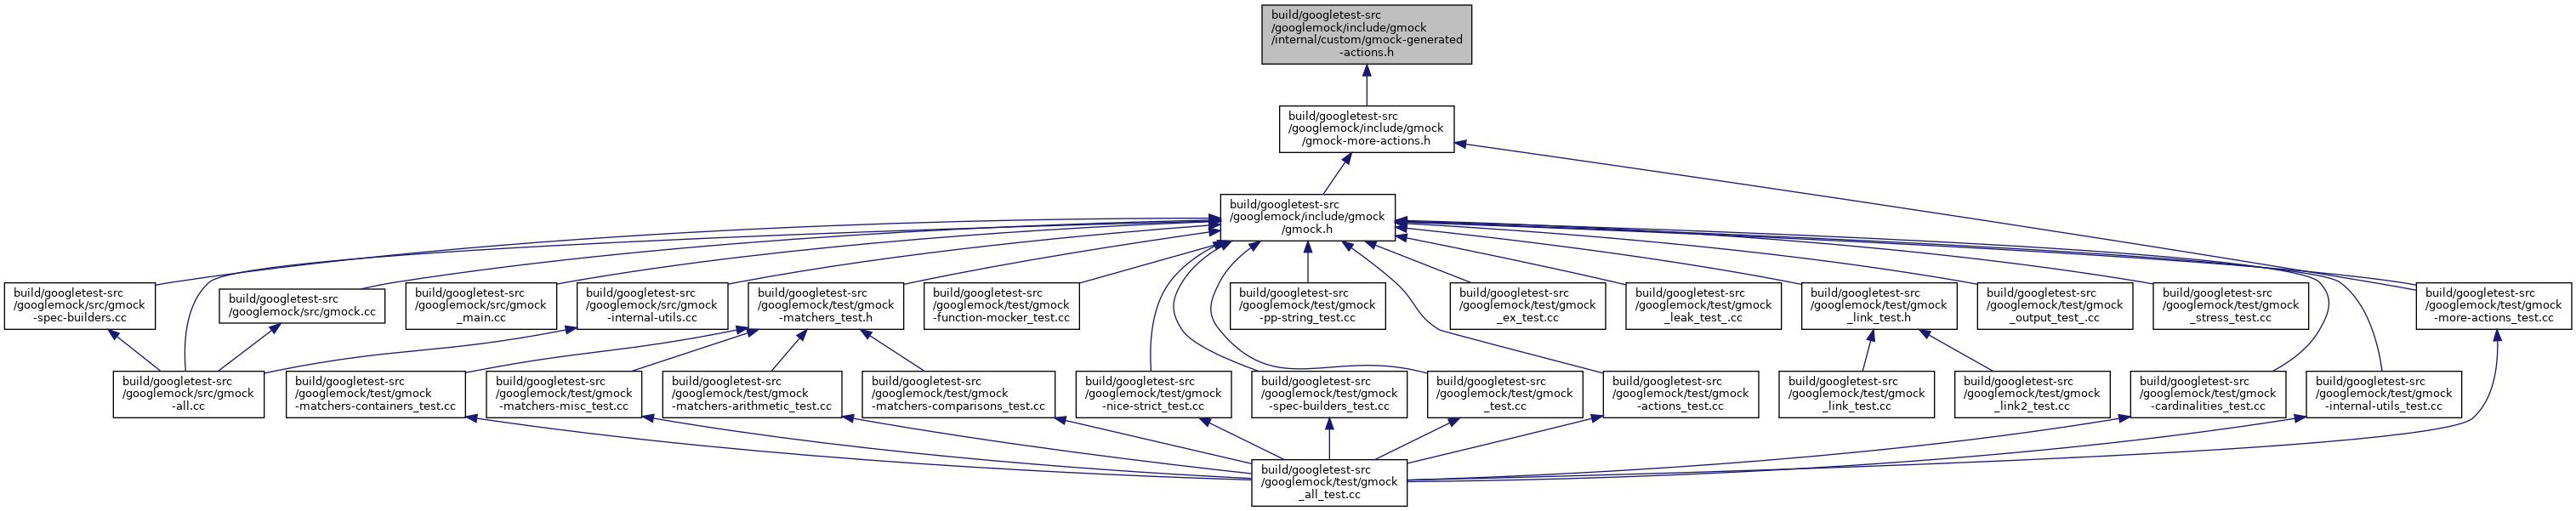 build/googletest-src
/googlemock/include/gmock
/internal/custom/gmock-generated
-actions.h
build/googletest-src
/googlemock/include/gmock
/gmock-more-actions.h
build/googletest-src
/googlemock/include/gmock
/gmock.h
build/googletest-src
/googlemock/src/gmock
-spec-builders.cc
build/googletest-src
/googlemock/src/gmock.cc
build/googletest-src
/googlemock/src/gmock
_main.cc
build/googletest-src
/googlemock/src/gmock
-internal-utils.cc
build/googletest-src
/googlemock/test/gmock
-matchers_test.h
build/googletest-src
/googlemock/test/gmock
-function-mocker_test.cc
build/googletest-src
/googlemock/test/gmock
-pp-string_test.cc
build/googletest-src
/googlemock/test/gmock
_ex_test.cc
build/googletest-src
/googlemock/test/gmock
_leak_test_.cc
build/googletest-src
/googlemock/test/gmock
_link_test.h
build/googletest-src
/googlemock/test/gmock
_output_test_.cc
build/googletest-src
/googlemock/test/gmock
_stress_test.cc
build/googletest-src
/googlemock/test/gmock
-more-actions_test.cc
build/googletest-src
/googlemock/src/gmock
-all.cc
build/googletest-src
/googlemock/test/gmock
-matchers-containers_test.cc
build/googletest-src
/googlemock/test/gmock
-matchers-misc_test.cc
build/googletest-src
/googlemock/test/gmock
-matchers-arithmetic_test.cc
build/googletest-src
/googlemock/test/gmock
-matchers-comparisons_test.cc
build/googletest-src
/googlemock/test/gmock
-nice-strict_test.cc
build/googletest-src
/googlemock/test/gmock
-spec-builders_test.cc
build/googletest-src
/googlemock/test/gmock
_test.cc
build/googletest-src
/googlemock/test/gmock
-actions_test.cc
build/googletest-src
/googlemock/test/gmock
_link_test.cc
build/googletest-src
/googlemock/test/gmock
_link2_test.cc
build/googletest-src
/googlemock/test/gmock
-cardinalities_test.cc
build/googletest-src
/googlemock/test/gmock
-internal-utils_test.cc
build/googletest-src
/googlemock/test/gmock
_all_test.cc